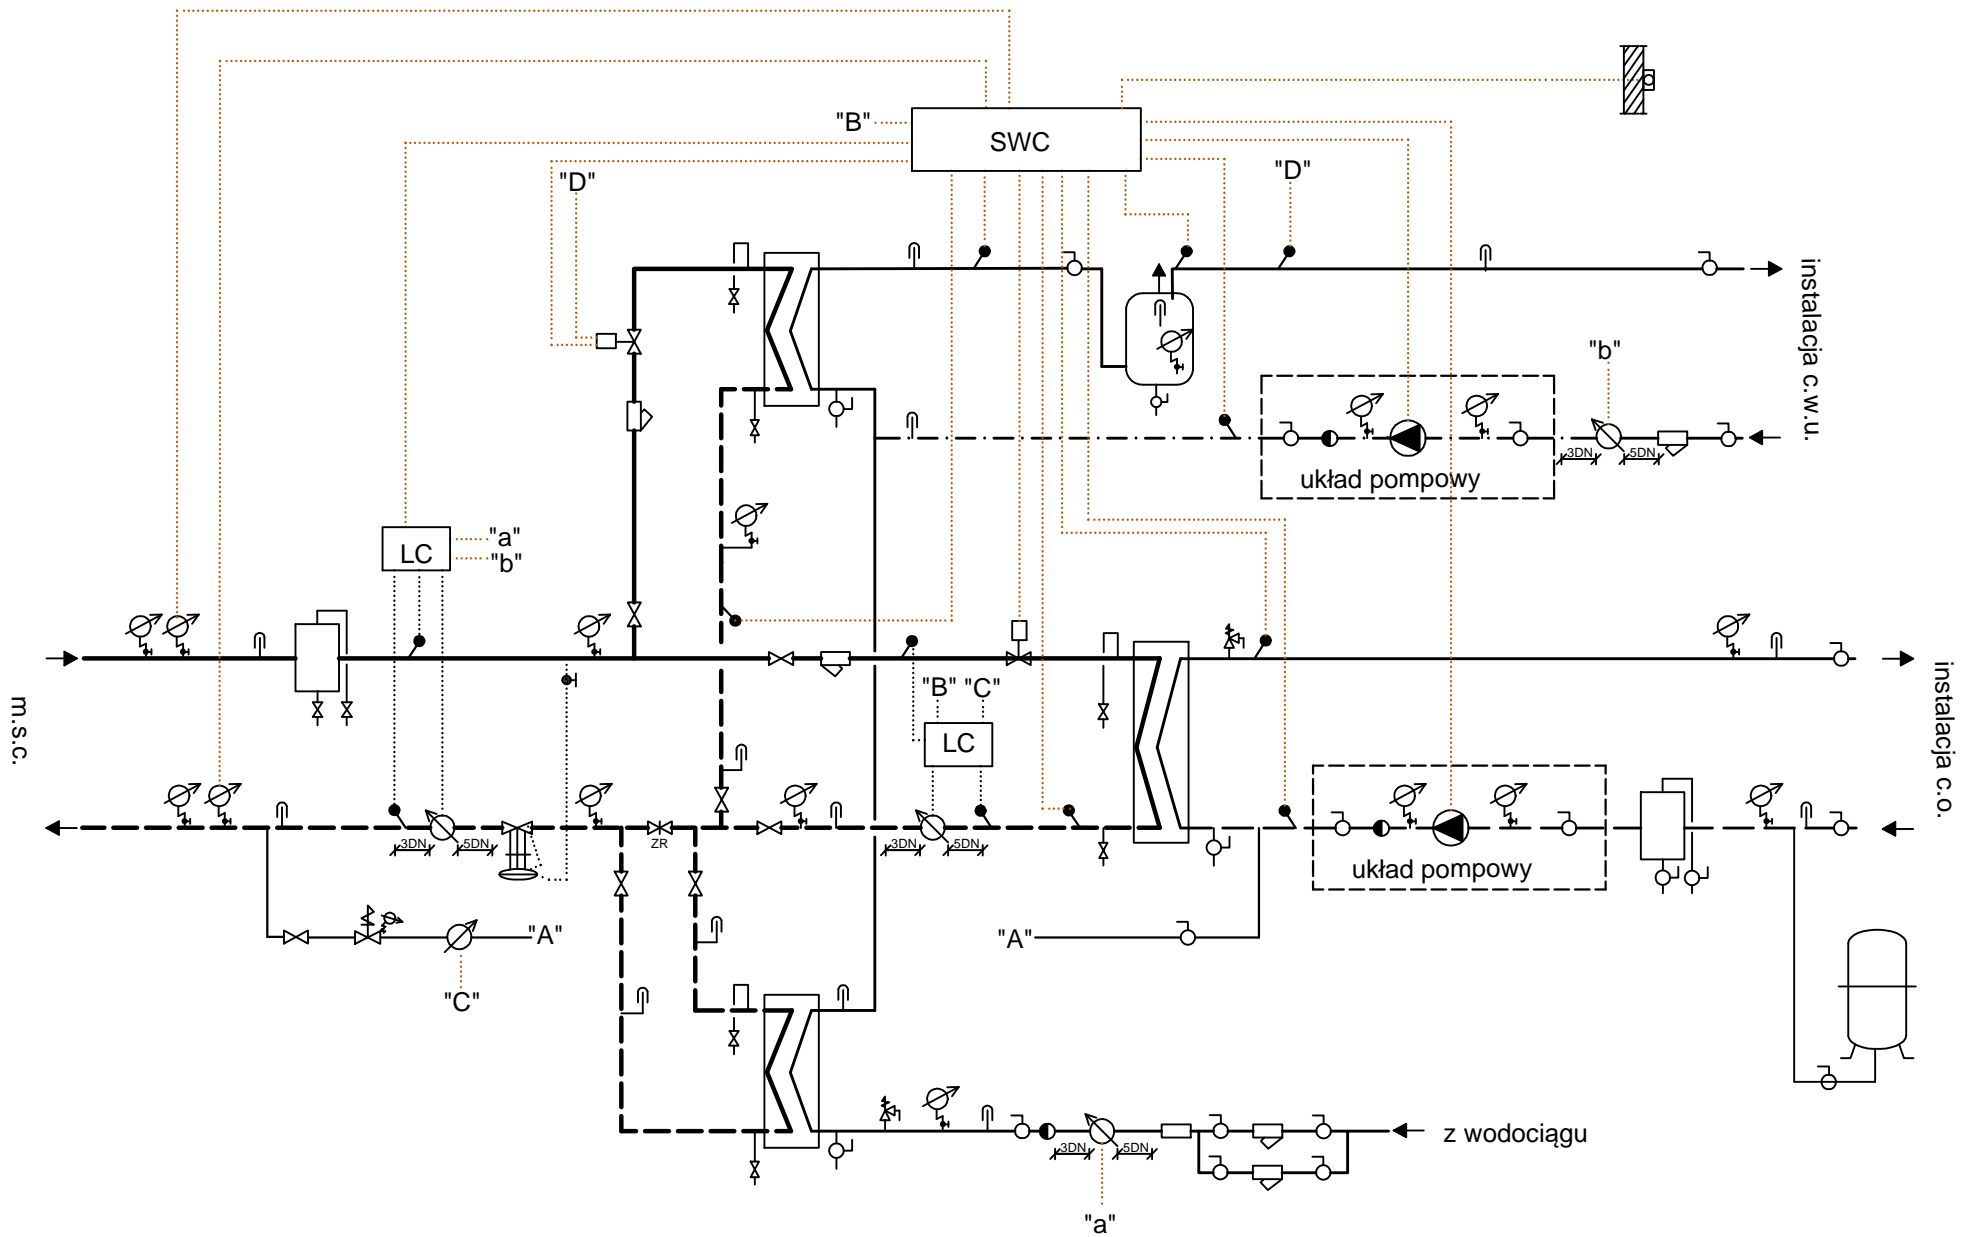 "B"
SWC
"D"
"D"
instalacja c.w.u.
"b"
3DN
5DN
układ pompowy
LC
"a"
"b"
m.s.c.
"B"
"C"
LC
instalacja c.o.
3DN
5DN
ZR
3DN
5DN
układ pompowy
"A"
"A"
"C"
3DN
5DN
z wodociągu
"a"